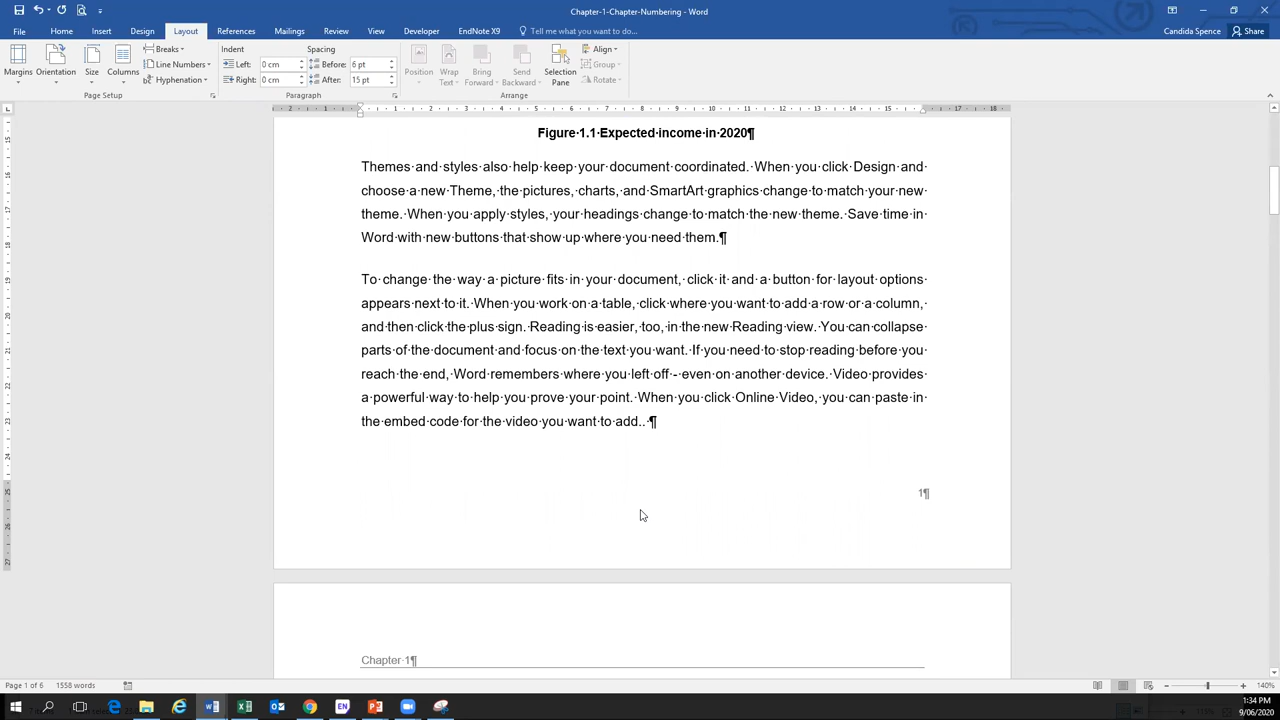 Chapter-1-Chapter-Numbering - Word
Candida Spence
Share
File Home Insert Design Layout References Mailings Review View Developer EndNote X9 Tell me what you want to do...
Margins Orientation Size Columns
Breaks
Line Numbers
Hyphenation
Page Setup
Indent
Left: 0 cm
Right: 0 cm
Spacing
Before: 6 pt
After: 15 pt
Paragraph
Position
Wrap Text
Bring Forward
Send Backward
Selection Pane
Align
Group
Rotate
Arrange
Figure·1.1·Expected·income·in·2020¶
Themes·and·styles·also·help·keep·your·document·coordinated.·When·you·click·Design·and·
choose·a·new·Theme,·the·pictures,·charts,·and·SmartArt·graphics·change·to·match·your·new·
theme.·When·you·apply·styles,·your·headings·change·to·match·the·new·theme.·Save·time·in·
Word·with·new·buttons·that·show·up·where·you·need·them.¶
To·change·the·way·a·picture·fits·in·your·document,·click·it·and·a·button·for·layout·options·
appears·next·to·it.·When·you·work·on·a·table,·click·where·you·want·to·add·a·row·or·a·column,·
and·then·click·the·plus·sign.·Reading·is·easier,·too,·in·the·new·Reading·view.·You·can·collapse·
parts·of·the·document·and·focus·on·the·text·you·want.·If·you·need·to·stop·reading·before·you·
reach·the·end,·Word·remembers·where·you·left·off·-·even·on·another·device.·Video·provides·
a·powerful·way·to·help·you·prove·your·point.·When·you·click·Online·Video,·you·can·paste·in·
the·embed·code·for·the·video·you·want·to·add..·¶
1¶
Chapter·1¶
Page 1 of 6 1558 words
140%
1:34 PM
9/06/2020